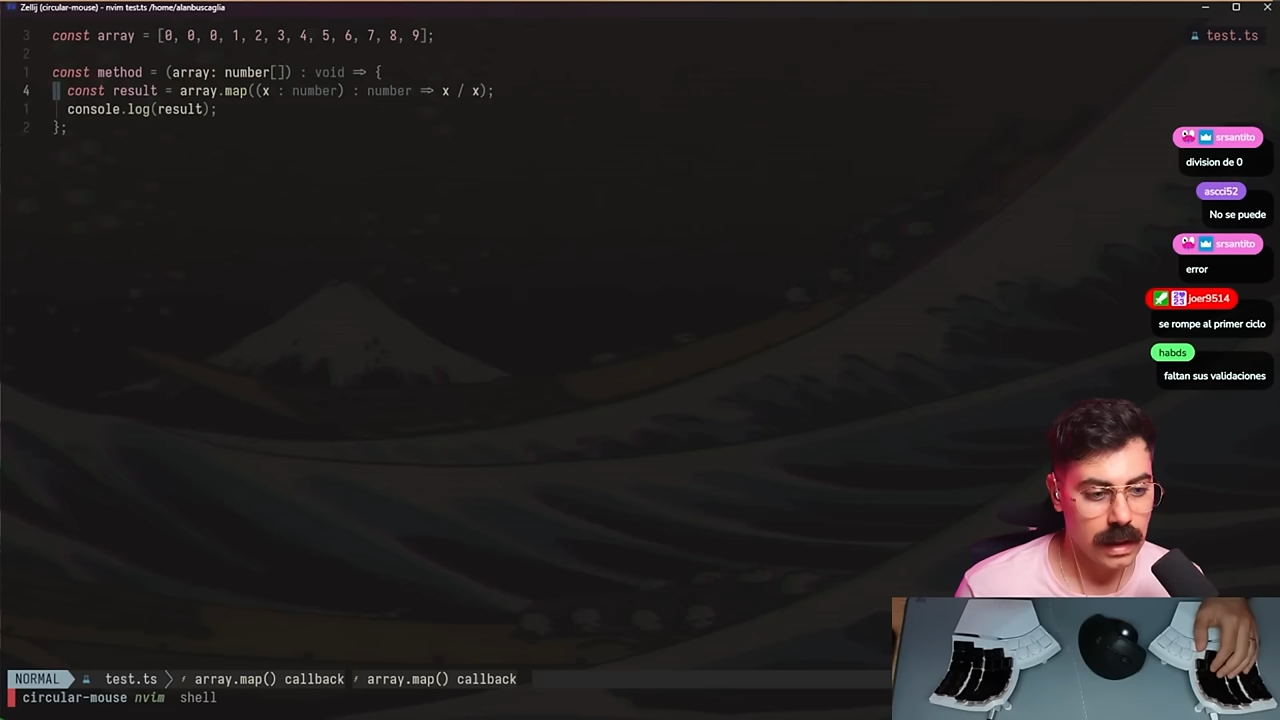 Zellij (circular-mouse) - nvim test.ts /home/alanbuscaglia
3 const array = [0, 0, 0, 1, 2, 3, 4, 5, 6, 7, 8, 9];
test.ts
2
1 const method = (array: number[]) : void ⇒ {
4 const result = array.map((x : number) : number ⇒ x / x);
1 console.log(result);
2 };
srsantito
division de 0
ascci52
No se puede
srsantito
error
joer9514
se rompe al primer ciclo
habds
faltan sus validaciones
NORMAL test.ts array.map() callback array.map() callback
circular-mouse nvim shell